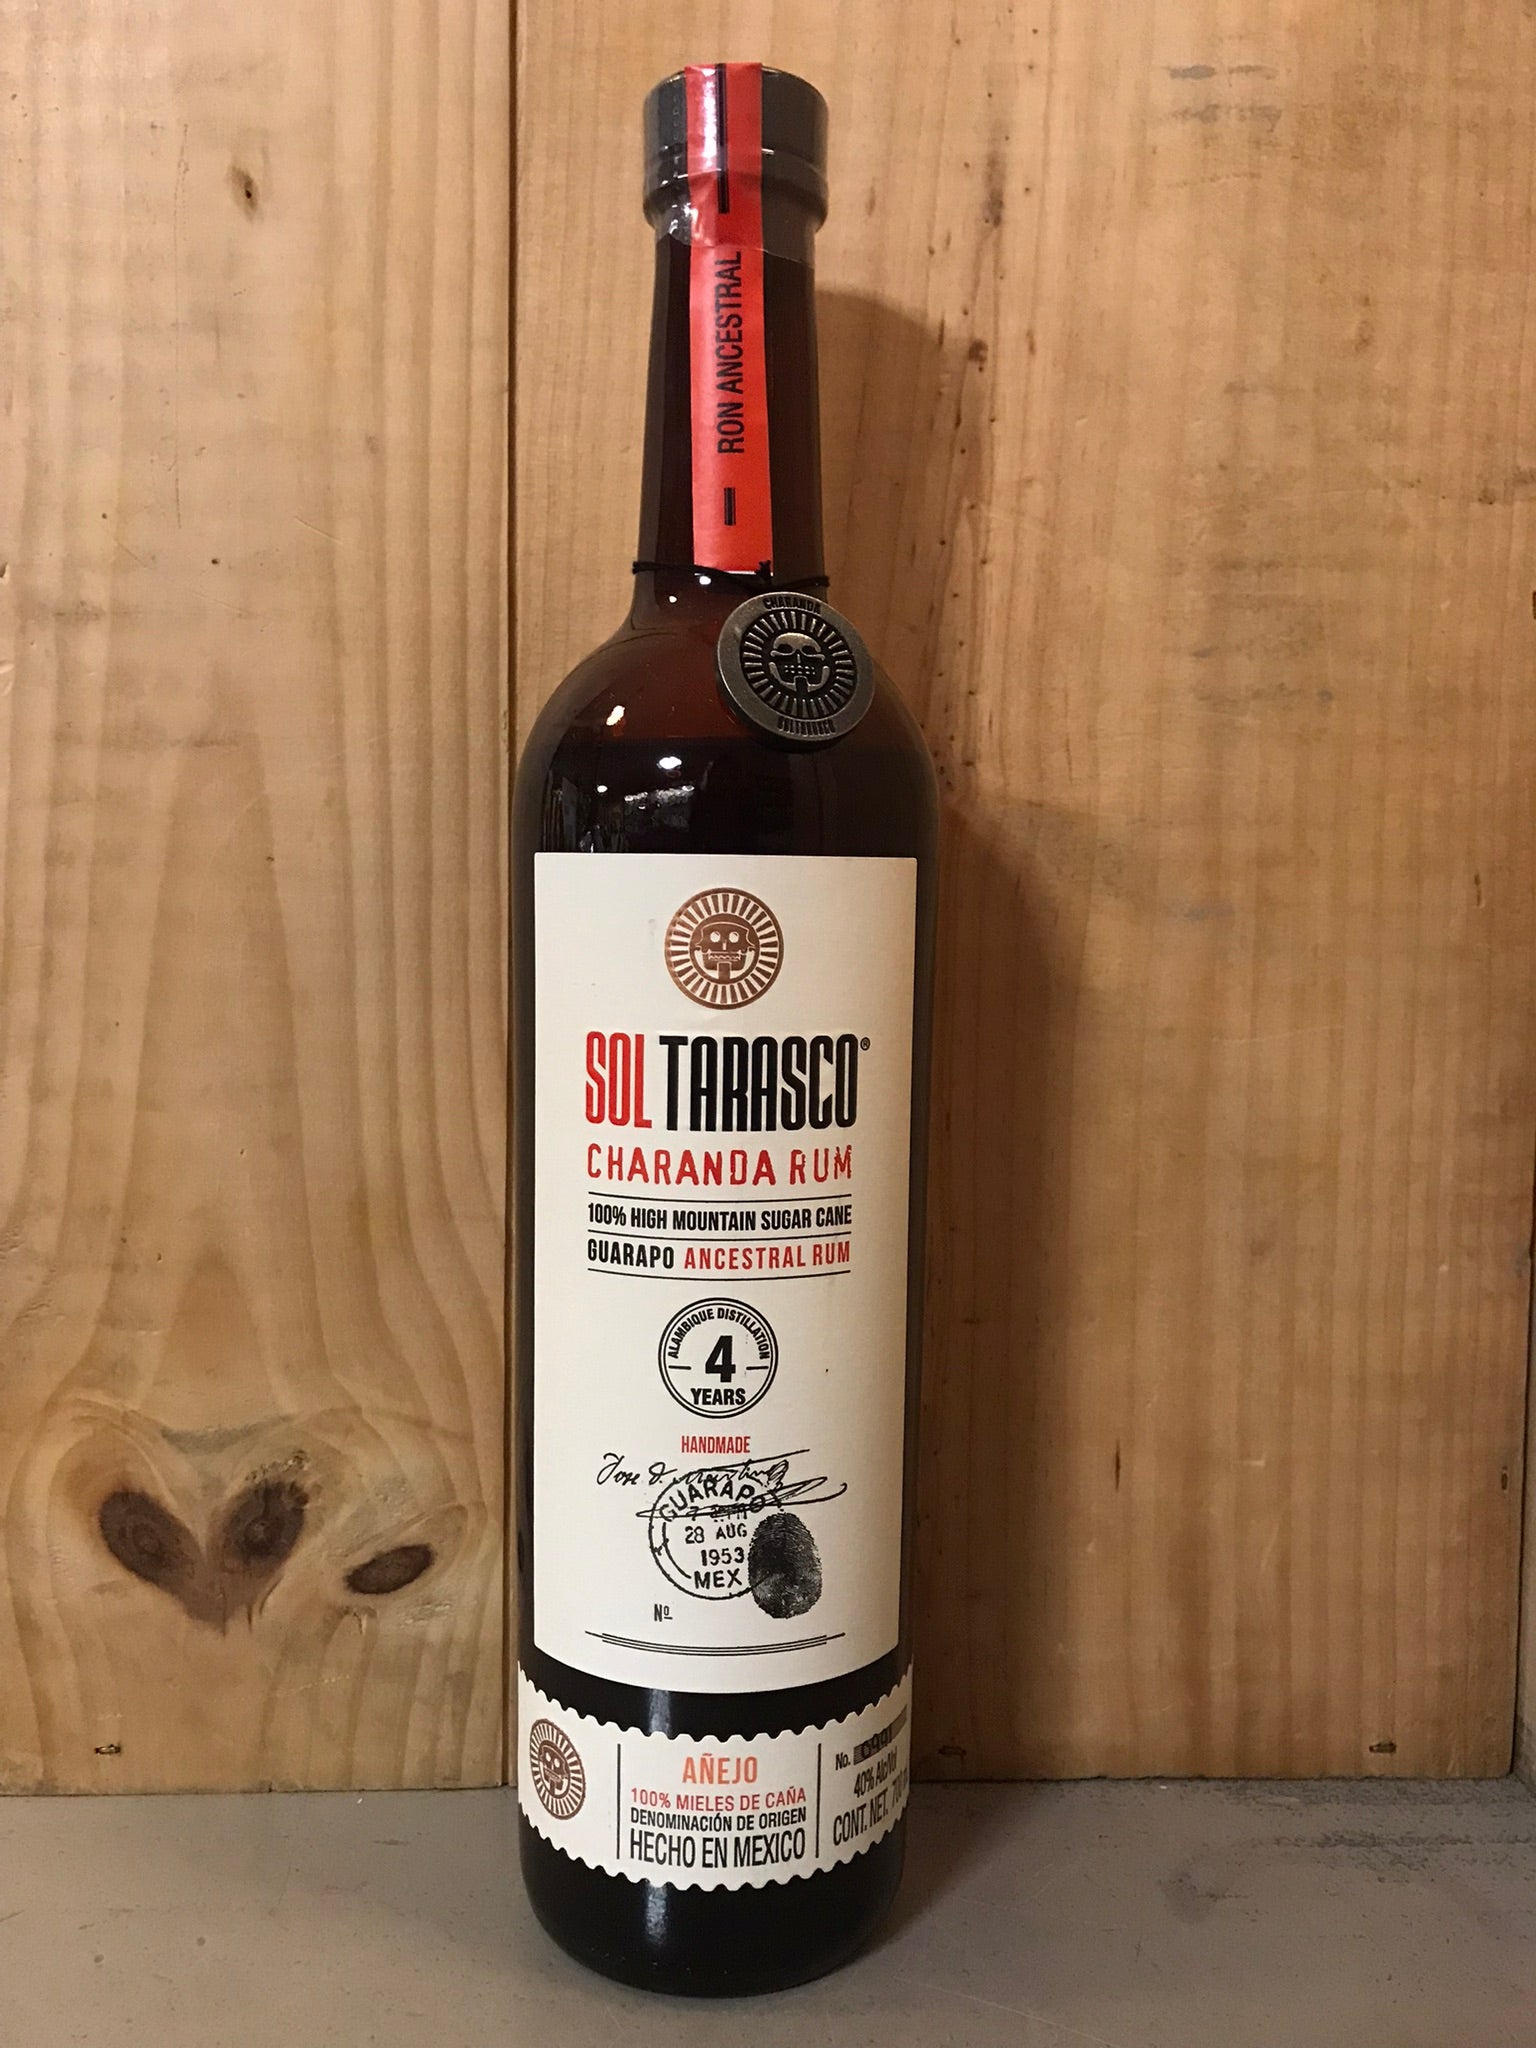 RON ANCESTRAL
CHARANDA
SOLTARASCO
SOL TARASCO®
CHARANDA RUM
100% HIGH MOUNTAIN SUGAR CANE
GUARAPO ANCESTRAL RUM
ALAMBIQUE DISTILLATION
4
YEARS
HANDMADE
GUARAPO
28 AUG
1953
MEX
Nº
AÑEJO
100% MIELES DE CAÑA
DENOMINACIÓN DE ORIGEN
HECHO EN MEXICO
No.
40% Alc Vol
CONT. NET.